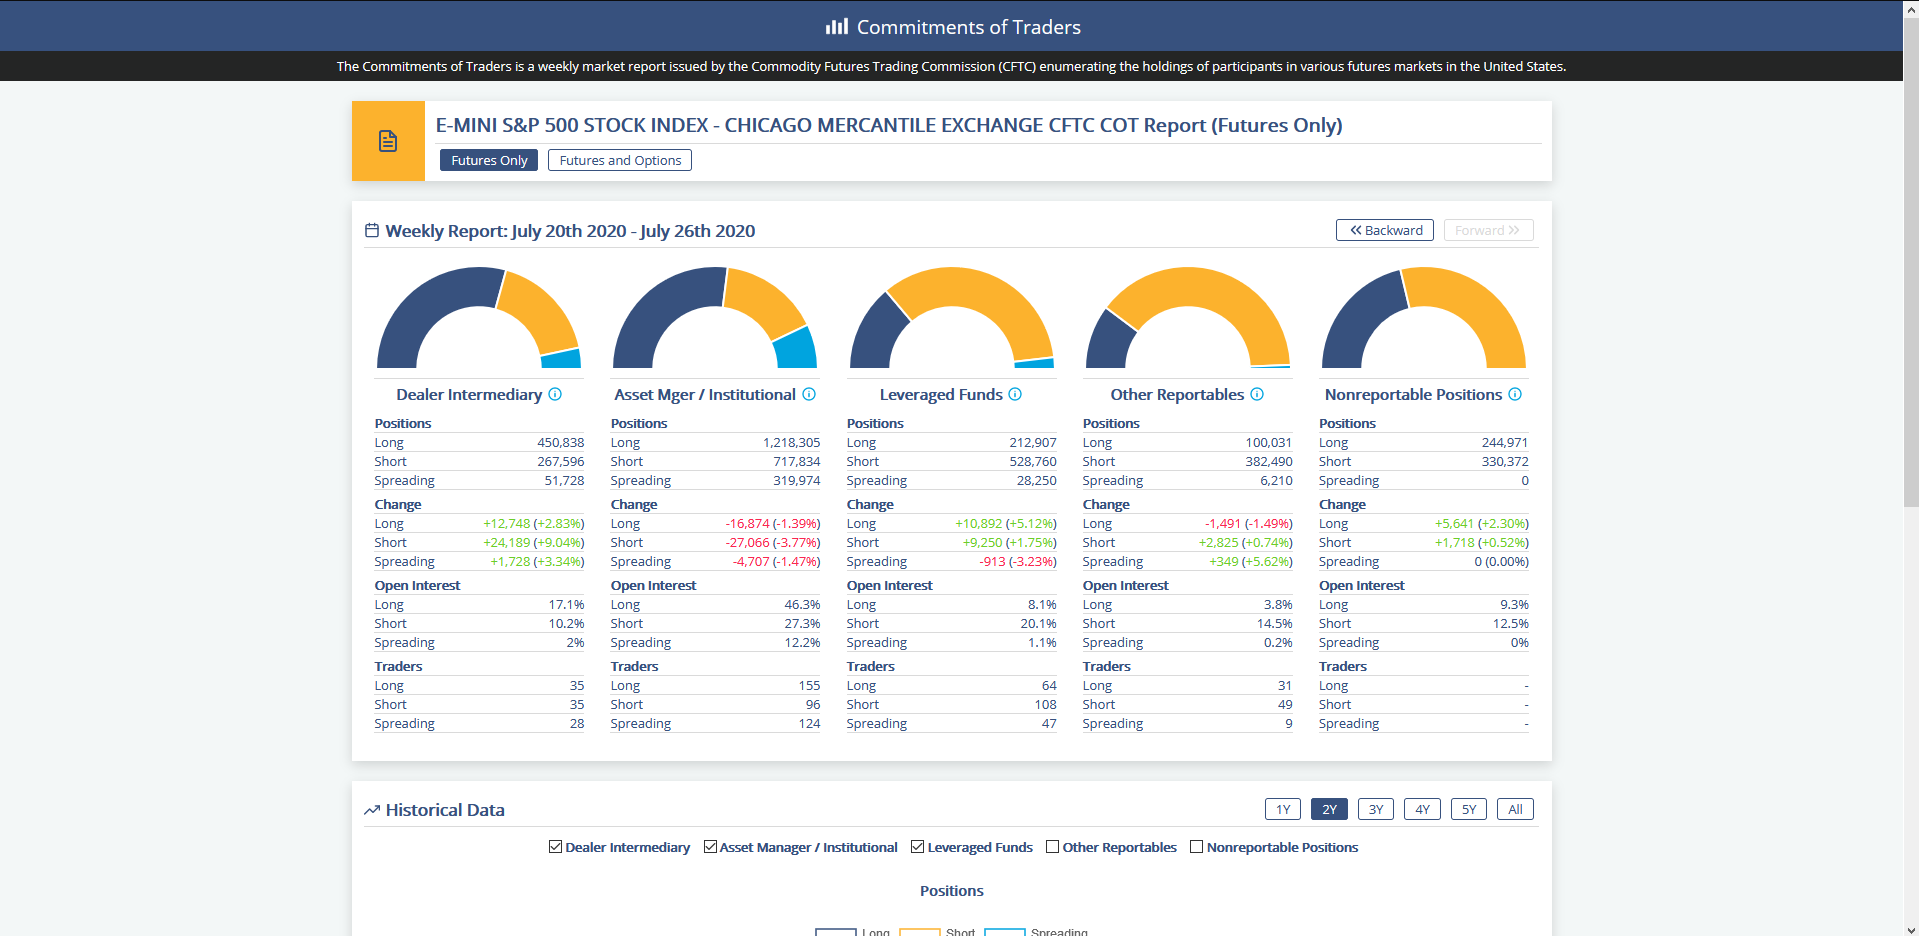 Commitments of Traders
The Commitments of Traders is a weekly market report issued by the Commodity Futures Trading Commission (CFTC) enumerating the holdings of participants in various futures markets in the United States.
E-MINI S&P 500 STOCK INDEX - CHICAGO MERCANTILE EXCHANGE CFTC COT Report (Futures Only)
Futures Only Futures and Options
Weekly Report: July 20th 2020 - July 26th 2020 Backward Forward
Dealer Intermediary
Positions
Long 450,838
Short 267,596
Spreading 51,728
Change
Long +12,748 (+2.83%)
Short +24,189 (+9.04%)
Spreading +1,728 (+3.34%)
Open Interest
Long 17.1%
Short 10.2%
Spreading 2%
Traders
Long 35
Short 35
Spreading 28
Asset Mger / Institutional
Positions
Long 1,218,305
Short 717,834
Spreading 319,974
Change
Long -16,874 (-1.39%)
Short -27,066 (-3.77%)
Spreading -4,707 (-1.47%)
Open Interest
Long 46.3%
Short 27.3%
Spreading 12.2%
Traders
Long 155
Short 96
Spreading 124
Leveraged Funds
Positions
Long 212,907
Short 528,760
Spreading 28,250
Change
Long +10,892 (+5.12%)
Short +9,250 (+1.75%)
Spreading -913 (-3.23%)
Open Interest
Long 8.1%
Short 20.1%
Spreading 1.1%
Traders
Long 64
Short 108
Spreading 47
Other Reportables
Positions
Long 100,031
Short 382,490
Spreading 6,210
Change
Long -1,491 (-1.49%)
Short +2,825 (+0.74%)
Spreading +349 (+5.62%)
Open Interest
Long 3.8%
Short 14.5%
Spreading 0.2%
Traders
Long 31
Short 49
Spreading 9
Nonreportable Positions
Positions
Long 244,971
Short 330,372
Spreading 0
Change
Long +5,641 (+2.30%)
Short +1,718 (+0.52%)
Spreading 0 (0.00%)
Open Interest
Long 9.3%
Short 12.5%
Spreading 0%
Traders
Long -
Short -
Spreading -
Historical Data 1Y 2Y 3Y 4Y 5Y All
Dealer Intermediary Asset Manager / Institutional Leveraged Funds Other Reportables Nonreportable Positions
Positions
Long Short Spreading